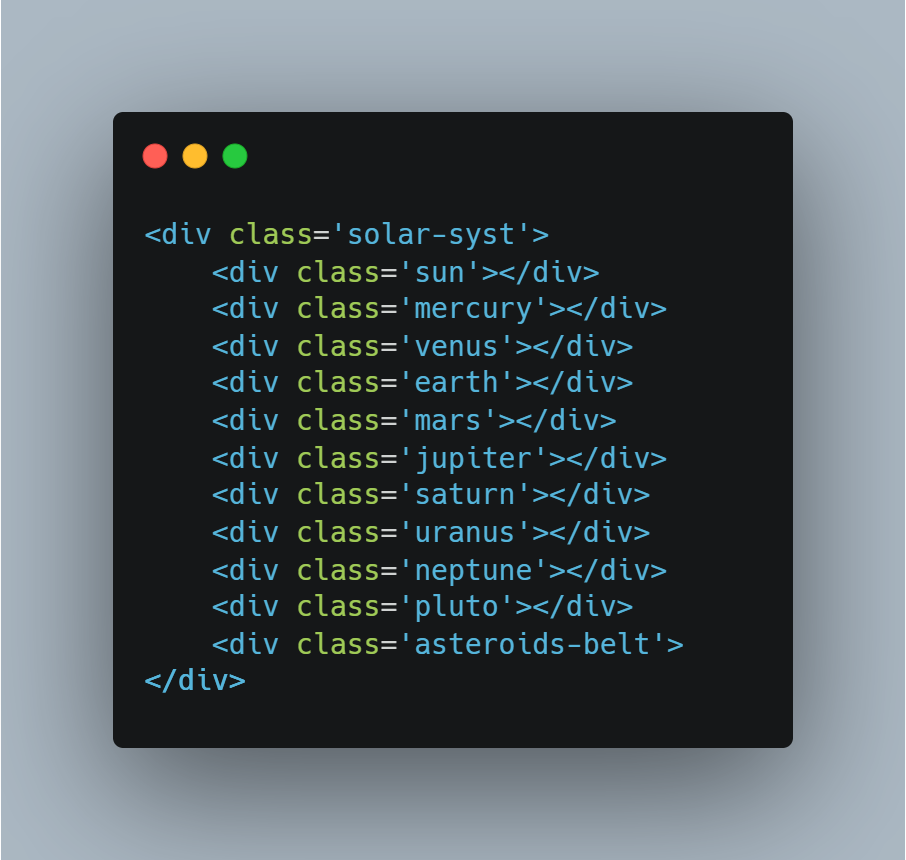 <div class='solar-syst'>
    <div class='sun'></div>
    <div class='mercury'></div>
    <div class='venus'></div>
    <div class='earth'></div>
    <div class='mars'></div>
    <div class='jupiter'></div>
    <div class='saturn'></div>
    <div class='uranus'></div>
    <div class='neptune'></div>
    <div class='pluto'></div>
    <div class='asteroids-belt'>
</div>